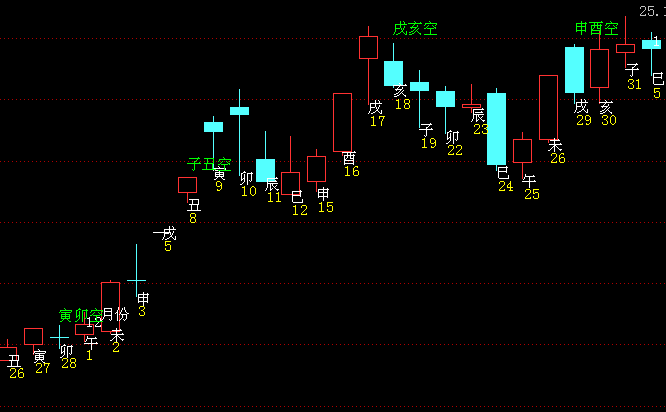 25.1
戌亥空
申酉空
1
子
31
巳
5
亥
18
戌
17
戌
29
亥
30
子
19
卯
22
辰
23
未
26
酉
16
子丑空
寅
9
卯
10
辰
11
巳
12
申
15
巳
24
午
25
丑
8
戌
5
申
3
寅卯空
12月份
未
2
午
1
卯
28
寅
27
丑
26